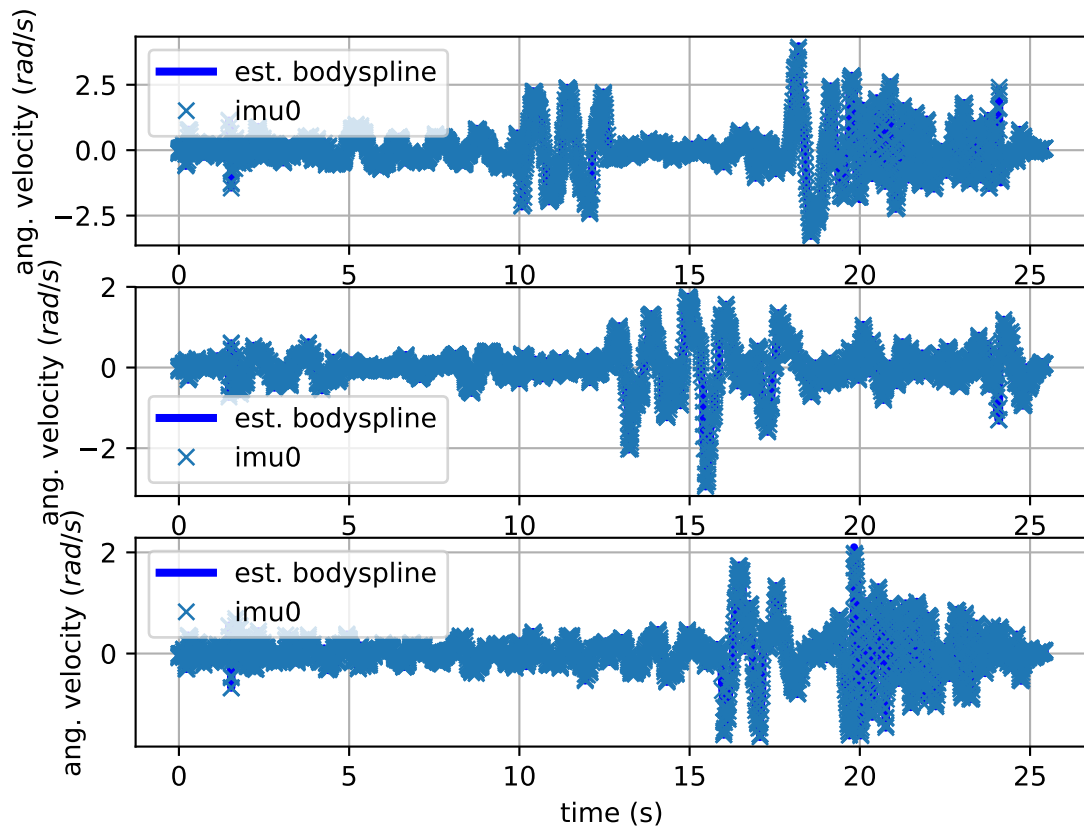 ang. velocity (rad/s)
2.5
0.0
−2.5
est. bodyspline
imu0
0 5 10 15 20 25
ang. velocity (rad/s)
2
0
−2
est. bodyspline
imu0
0 5 10 15 20 25
ang. velocity (rad/s)
2
0
est. bodyspline
imu0
0 5 10 15 20 25
time (s)